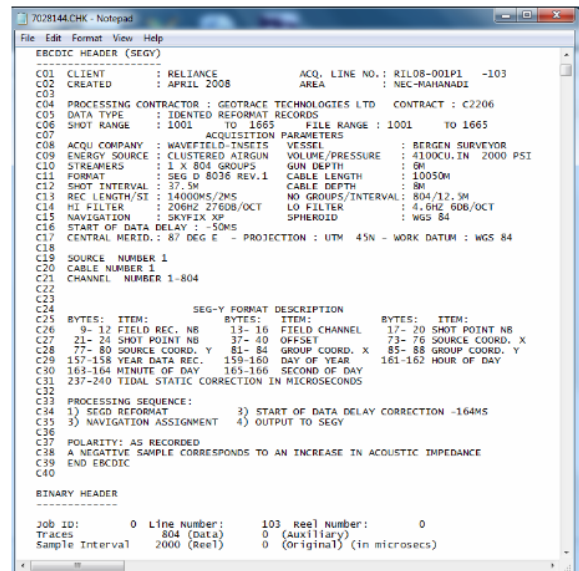 7028144.CHK - Notepad
File Edit Format View Help
EBCDIC HEADER (SEGY)
---------------------
C01 CLIENT : RELIANCE ACQ. LINE NO.: RIL08-001P1 -103
C02 CREATED : APRIL 2008 AREA : NEC-MAHANADI
C03
C04 PROCESSING CONTRACTOR : GEOTRACE TECHNOLOGIES LTD CONTRACT : C2206
C05 DATA TYPE : IDENTED REFORMAT RECORDS
C06 SHOT RANGE : 1001 TO 1665 FILE RANGE : 1001 TO 1665
C07 ACQUISITION PARAMETERS
C08 ACQU COMPANY : WAVEFIELD-INSEIS VESSEL : BERGEN SURVEYOR
C09 ENERGY SOURCE : CLUSTERED AIRGUN VOLUME/PRESSURE : 4100CU.IN 2000 PSI
C10 STREAMERS : 1 X 804 GROUPS GUN DEPTH : 6M
C11 FORMAT : SEG D 8036 REV.1 CABLE LENGTH : 10050M
C12 SHOT INTERVAL : 37.5M CABLE DEPTH : 8M
C13 REC LENGTH/SI : 14000MS/2MS NO GROUPS/INTERVAL: 804/12.5M
C14 HI FILTER : 206HZ 276DB/OCT LO FILTER : 4.6HZ 6DB/OCT
C15 NAVIGATION : SKYFIX XP SPHEROID : WGS 84
C16 START OF DATA DELAY : -50MS
C17 CENTRAL MERID.: 87 DEG E - PROJECTION : UTM 45N - WORK DATUM : WGS 84
C18
C19 SOURCE NUMBER 1
C20 CABLE NUMBER 1
C21 CHANNEL NUMBER 1-804
C22
C23
C24 SEG-Y FORMAT DESCRIPTION
C25 BYTES: ITEM: BYTES: ITEM: BYTES: ITEM:
C26 9- 12 FIELD REC. NB 13- 16 FIELD CHANNEL 17- 20 SHOT POINT NB
C27 21- 24 SHOT POINT NB 37- 40 OFFSET 73- 76 SOURCE COORD. X
C28 77- 80 SOURCE COORD. Y 81- 84 GROUP COORD. X 85- 88 GROUP COORD. Y
C29 157-158 YEAR DATA REC. 159-160 DAY OF YEAR 161-162 HOUR OF DAY
C30 163-164 MINUTE OF DAY 165-166 SECOND OF DAY
C31 237-240 TIDAL STATIC CORRECTION IN MICROSECONDS
C32
C33 PROCESSING SEQUENCE:
C34 1) SEGD REFORMAT 3) START OF DATA DELAY CORRECTION -164MS
C35 3) NAVIGATION ASSIGNMENT 4) OUTPUT TO SEGY
C36
C37 POLARITY: AS RECORDED
C38 A NEGATIVE SAMPLE CORRESPONDS TO AN INCREASE IN ACOUSTIC IMPEDANCE
C39 END EBCDIC
C40
BINARY HEADER
-------------
Job ID: 0 Line Number: 103 Reel Number: 0
Traces 804 (Data) 0 (Auxiliary)
Sample Interval 2000 (Reel) 0 (Original) (in microsecs)